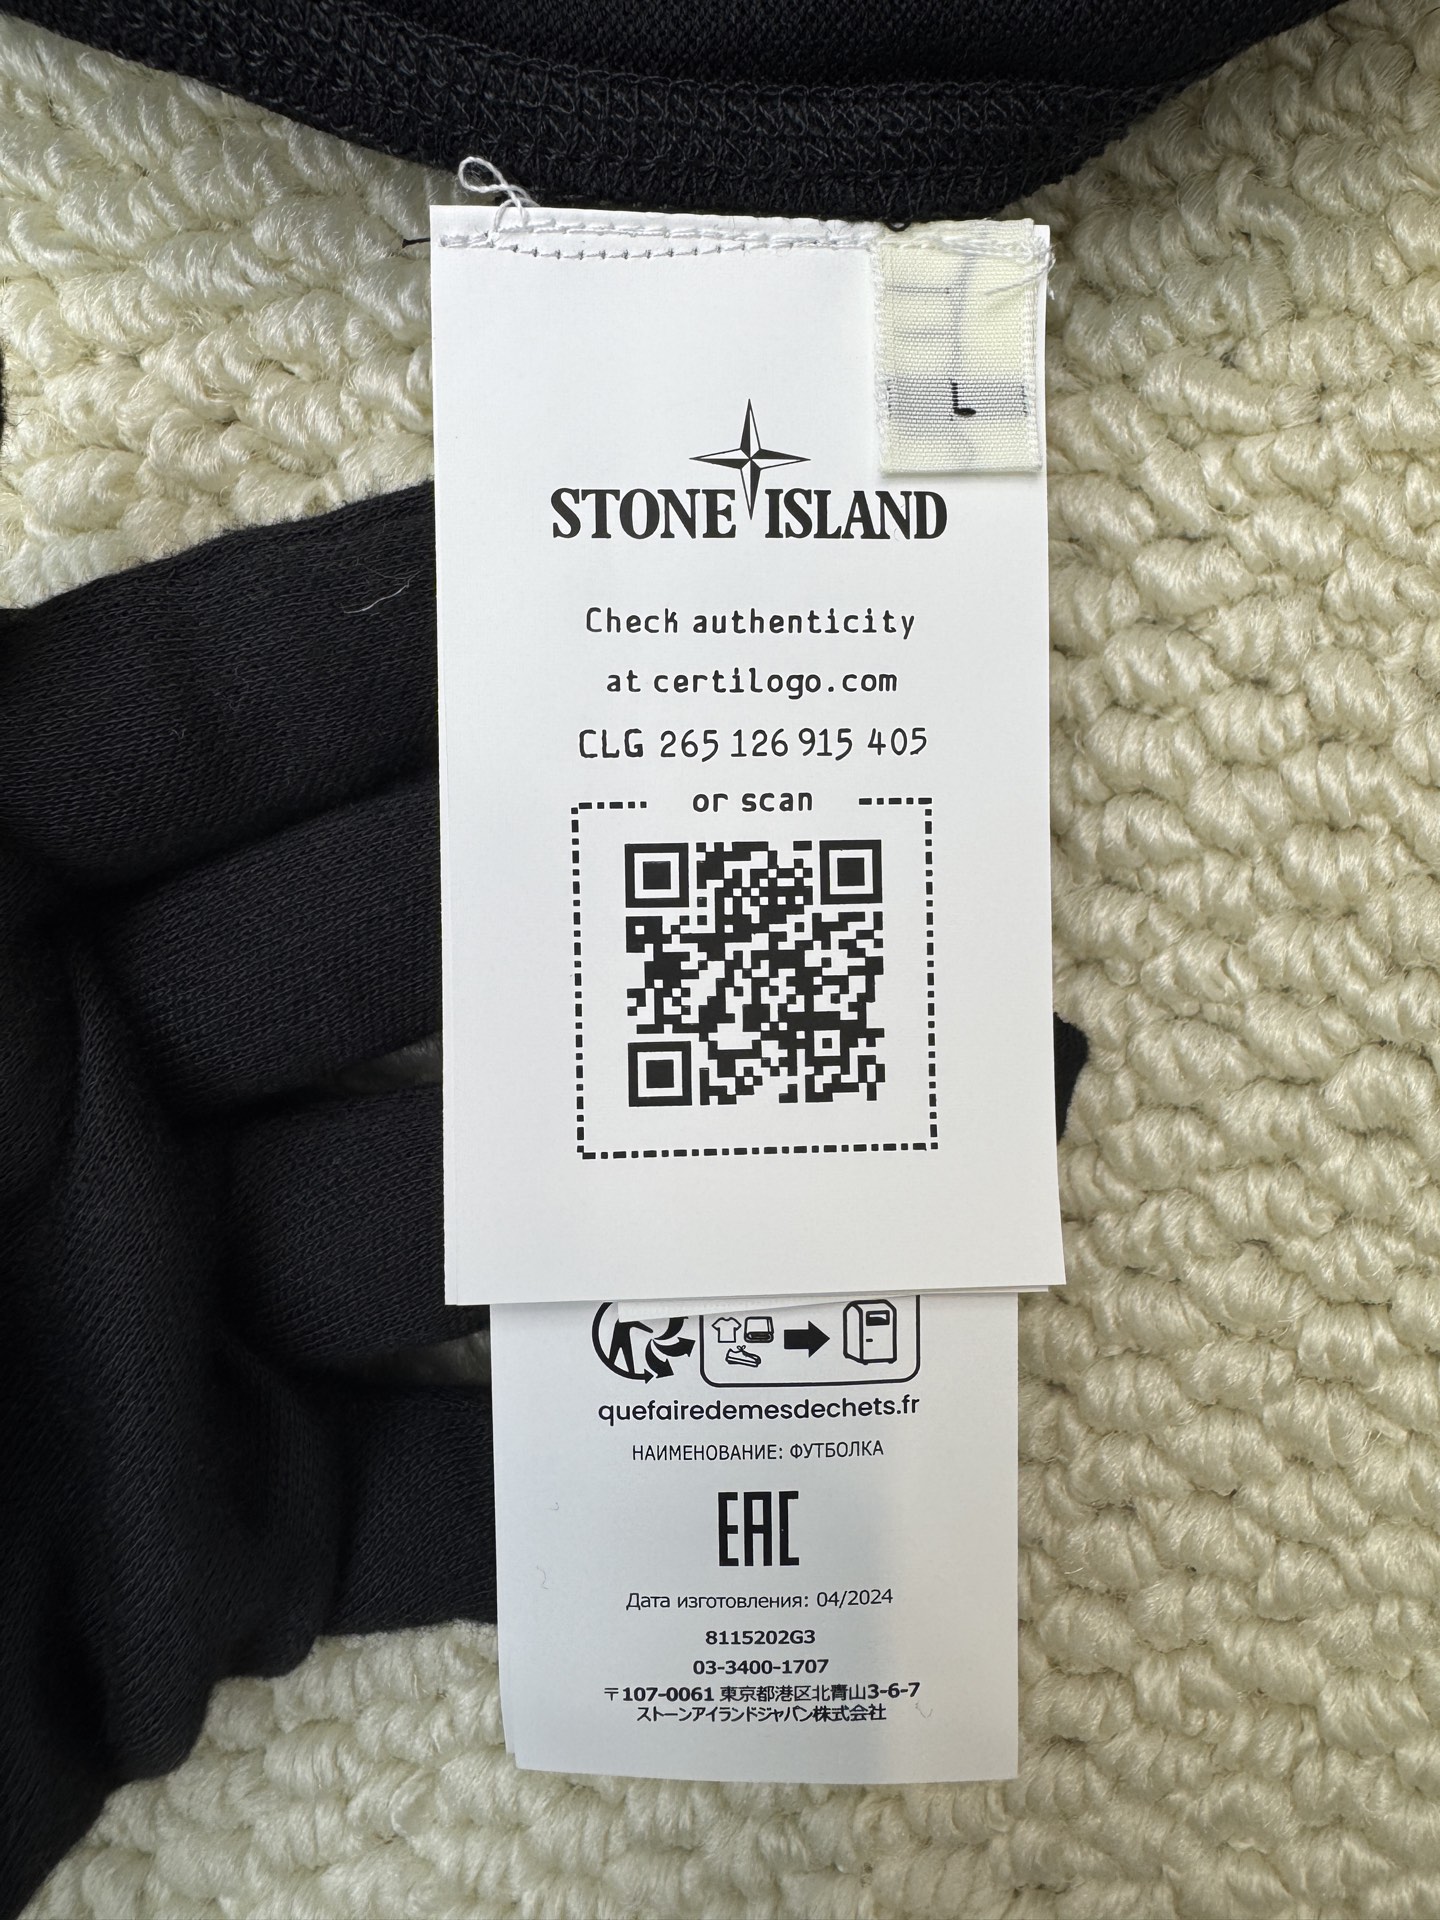 L
STONE ISLAND
Check authenticity
at certilogo.com
CLG 265 126 915 405
or scan
quefairedemesdechets.fr
НАИМЕНОВАНИЕ: ФУТБОЛКА
EAC
Дата изготовления: 04/2024
8115202G3
03-3400-1707
〒107-0061 東京都港区北青山3-6-7
ストーンアイランドジャパン株式会社